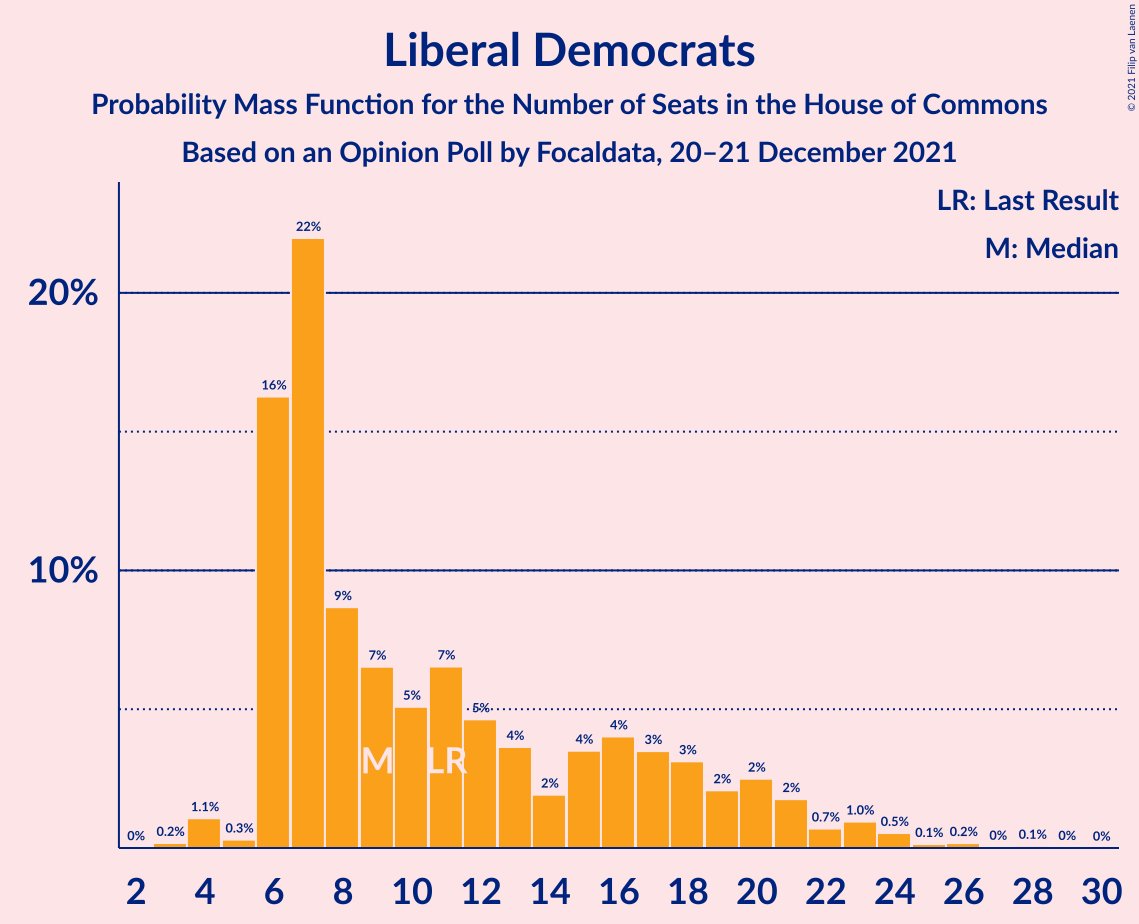 © 2021 Filip van Laenen
Liberal Democrats
Probability Mass Function for the Number of Seats in the House of Commons
Based on an Opinion Poll by Focaldata, 20–21 December 2021
LR: Last Result
M: Median
20%
10%
0% 0.2% 1.1% 0.3% 16% 22% 9% 7% 5% 7% 5% 4% 2% 4% 4% 3% 3% 2% 2% 2% 0.7% 1.0% 0.5% 0.1% 0.2% 0% 0.1% 0% 0%
M LR
2 4 6 8 10 12 14 16 18 20 22 24 26 28 30